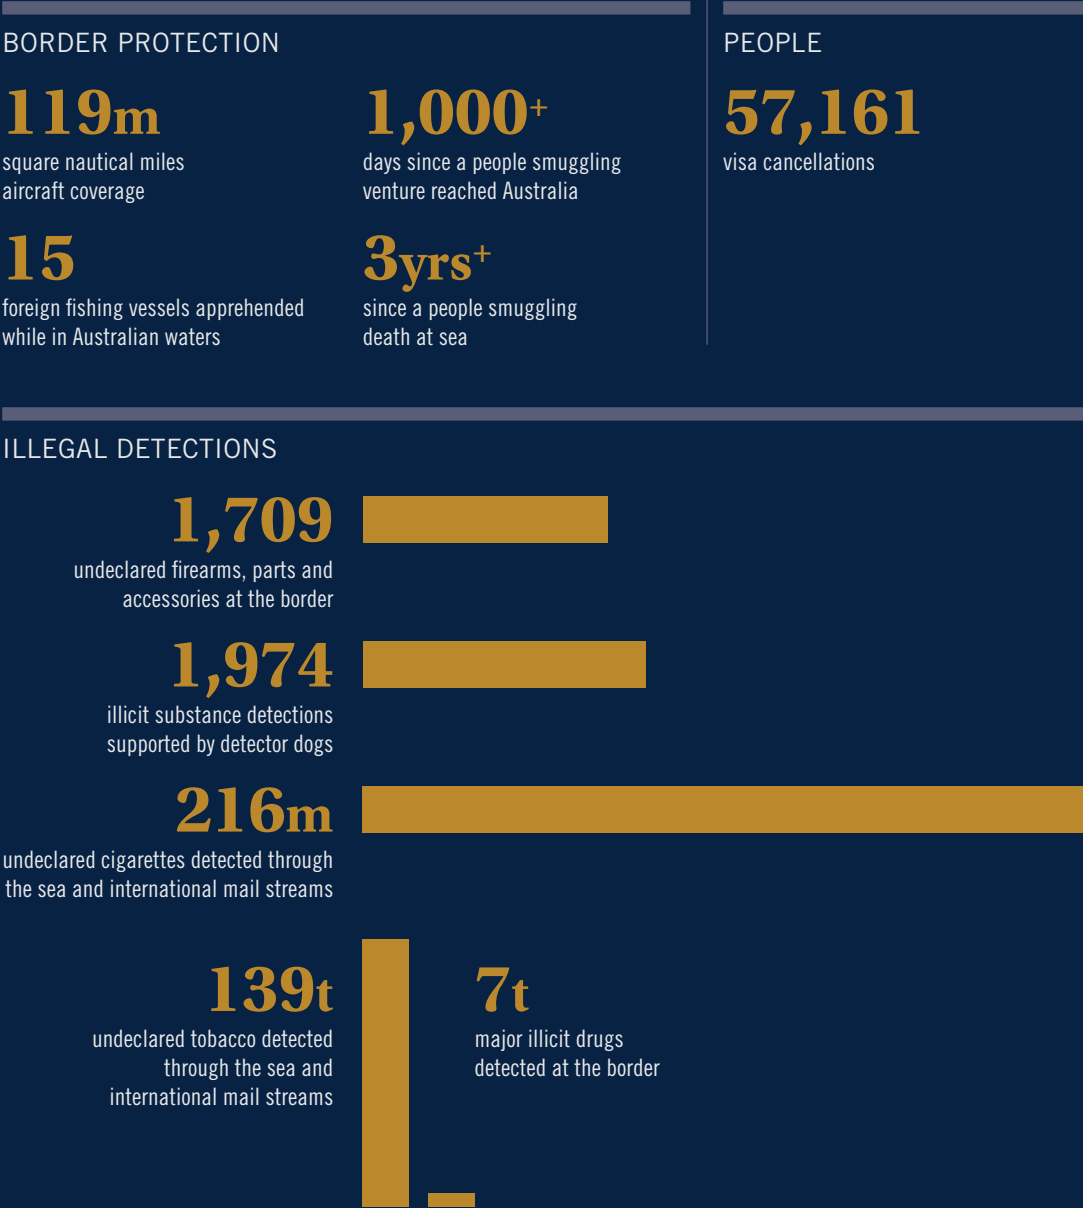 BORDER PROTECTION
119m
square nautical miles
aircraft coverage
1,000+
days since a people smuggling
venture reached Australia
15
foreign fishing vessels apprehended
while in Australian waters
3yrs+
since a people smuggling
death at sea
PEOPLE
57,161
visa cancellations
ILLEGAL DETECTIONS
1,709
undeclared firearms, parts and
accessories at the border
1,974
illicit substance detections
supported by detector dogs
216m
undeclared cigarettes detected through
the sea and international mail streams
139t
undeclared tobacco detected
through the sea and
international mail streams
7t
major illicit drugs
detected at the border